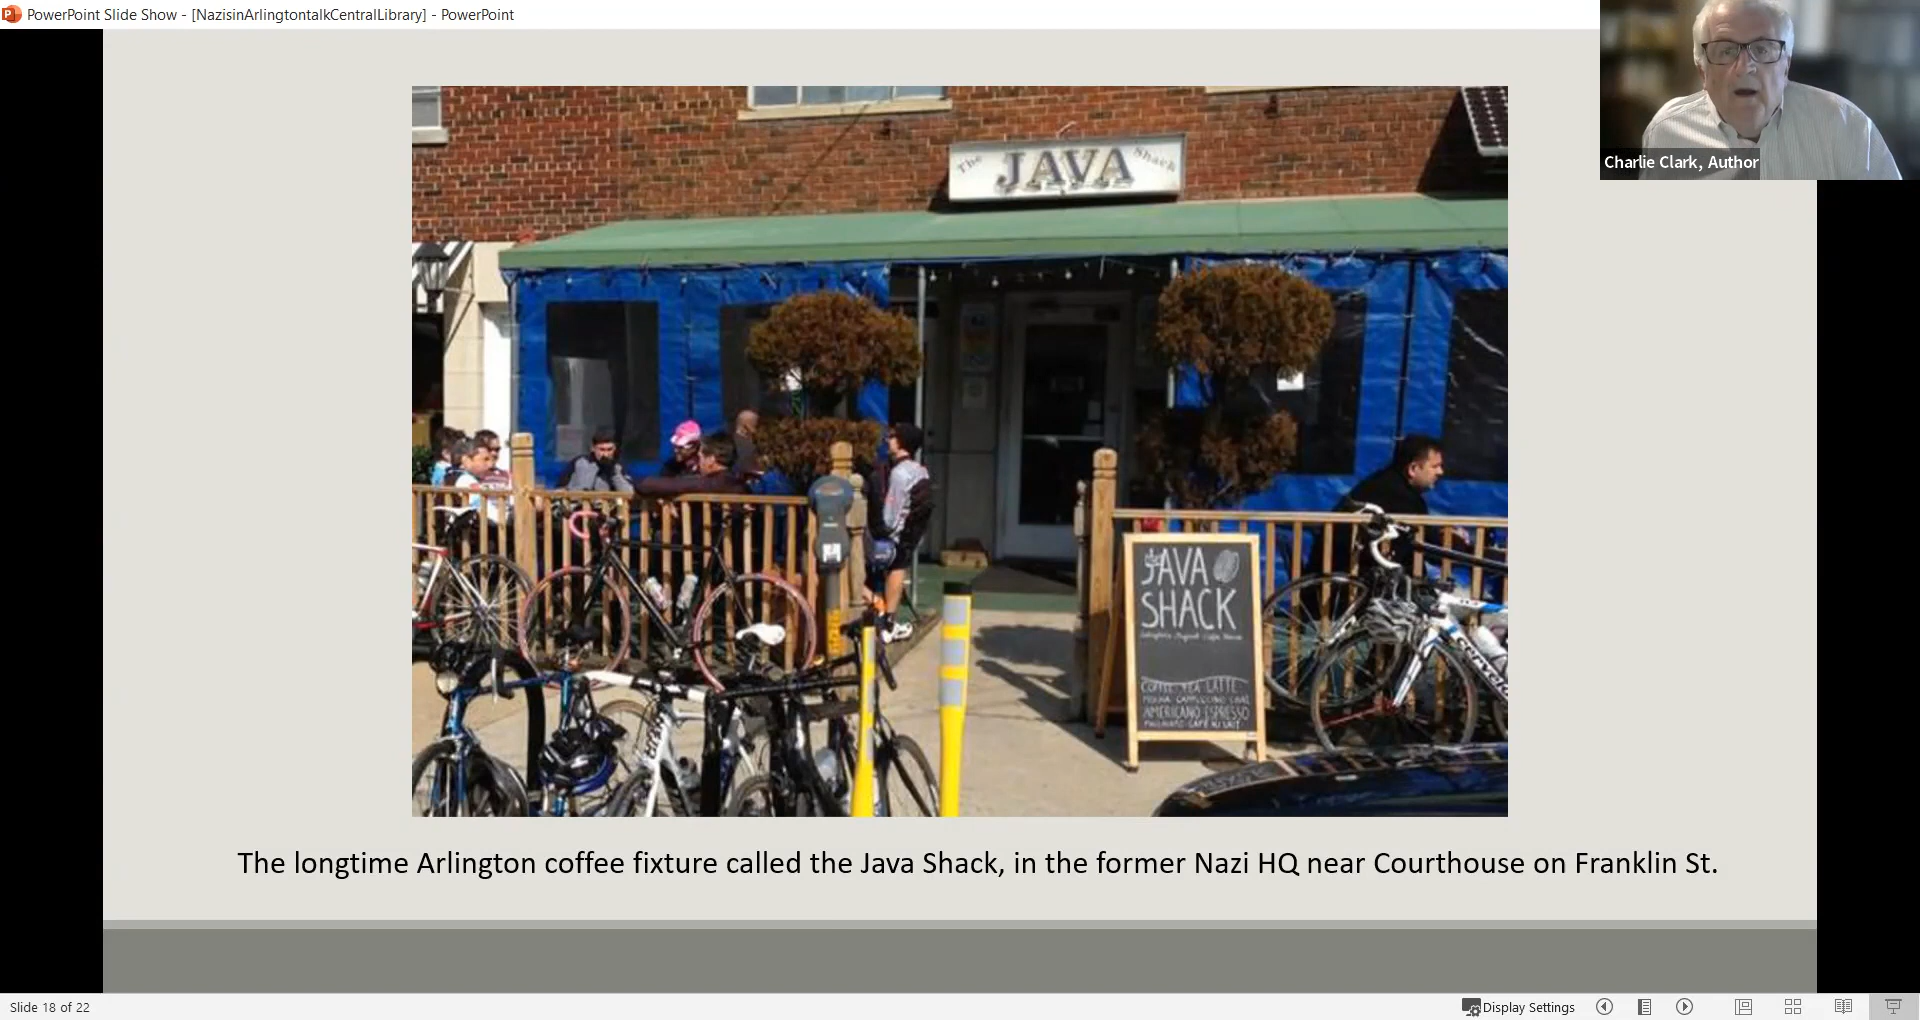 PowerPoint Slide Show - [NazisinArlingtontalkCentralLibrary] - PowerPoint
Charlie Clark, Author
The JAVA Shack
the
JAVA
SHACK
COFFEE TEA LATTE
AMERICANO ESPRESSO
CERVELO
The longtime Arlington coffee fixture called the Java Shack, in the former Nazi HQ near Courthouse on Franklin St.
Slide 18 of 22
Display Settings